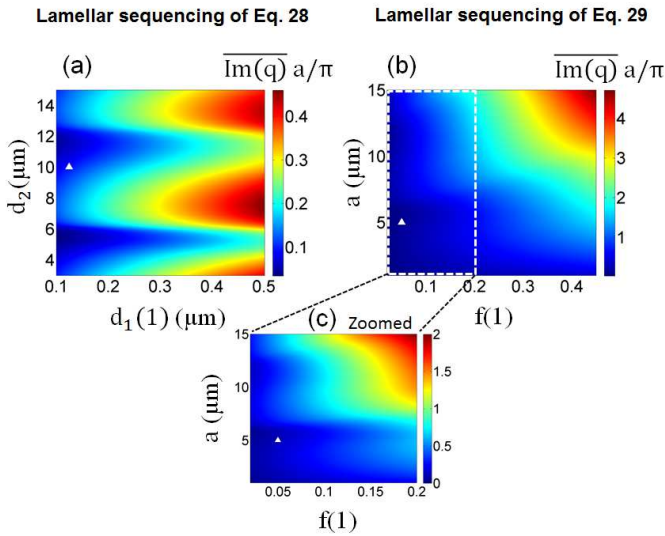 Lamellar sequencing of Eq. 28 Lamellar sequencing of Eq. 29
(a) Im(q) a/π (b) Im(q) a/π
14
12
10
8
6
4
d₂(μm)
0.1 0.2 0.3 0.4 0.5
d₁(1) (μm)
0.4
0.3
0.2
0.1
15
10
5
a (μm)
0.1 0.2 0.3 0.4
f(1)
4
3
2
1
(c) Zoomed
15
10
5
a (μm)
0.05 0.1 0.15 0.2
f(1)
2
1.5
1
0.5
0